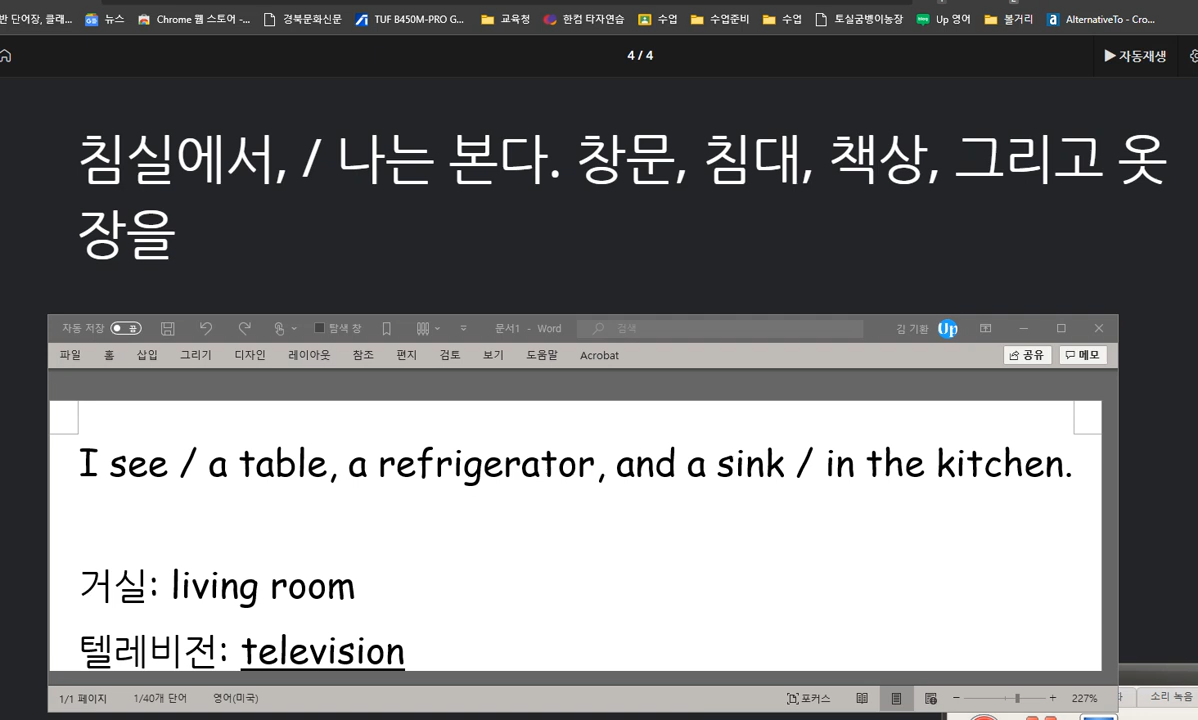 반 단어장, 클래... 뉴스 Chrome 웹 스토어 -... 경북문화신문 TUF B450M-PRO G... 교육청 한컴 타자연습 수업 수업준비 수업 토실굼벵이농장 Up 영어 볼거리 AlternativeTo - Cro...
4 / 4 자동재생
침실에서, / 나는 본다. 창문, 침대, 책상, 그리고 옷
장을
자동 저장 끔 탐색 창 문서1 - Word 검색 김 기환 Up
파일 홈 삽입 그리기 디자인 레이아웃 참조 편지 검토 보기 도움말 Acrobat 공유 메모
I see / a table, a refrigerator, and a sink / in the kitchen.
거실: living room
텔레비전: television
1/1 페이지 1/40개 단어 영어(미국) 포커스 227%
소리 녹음